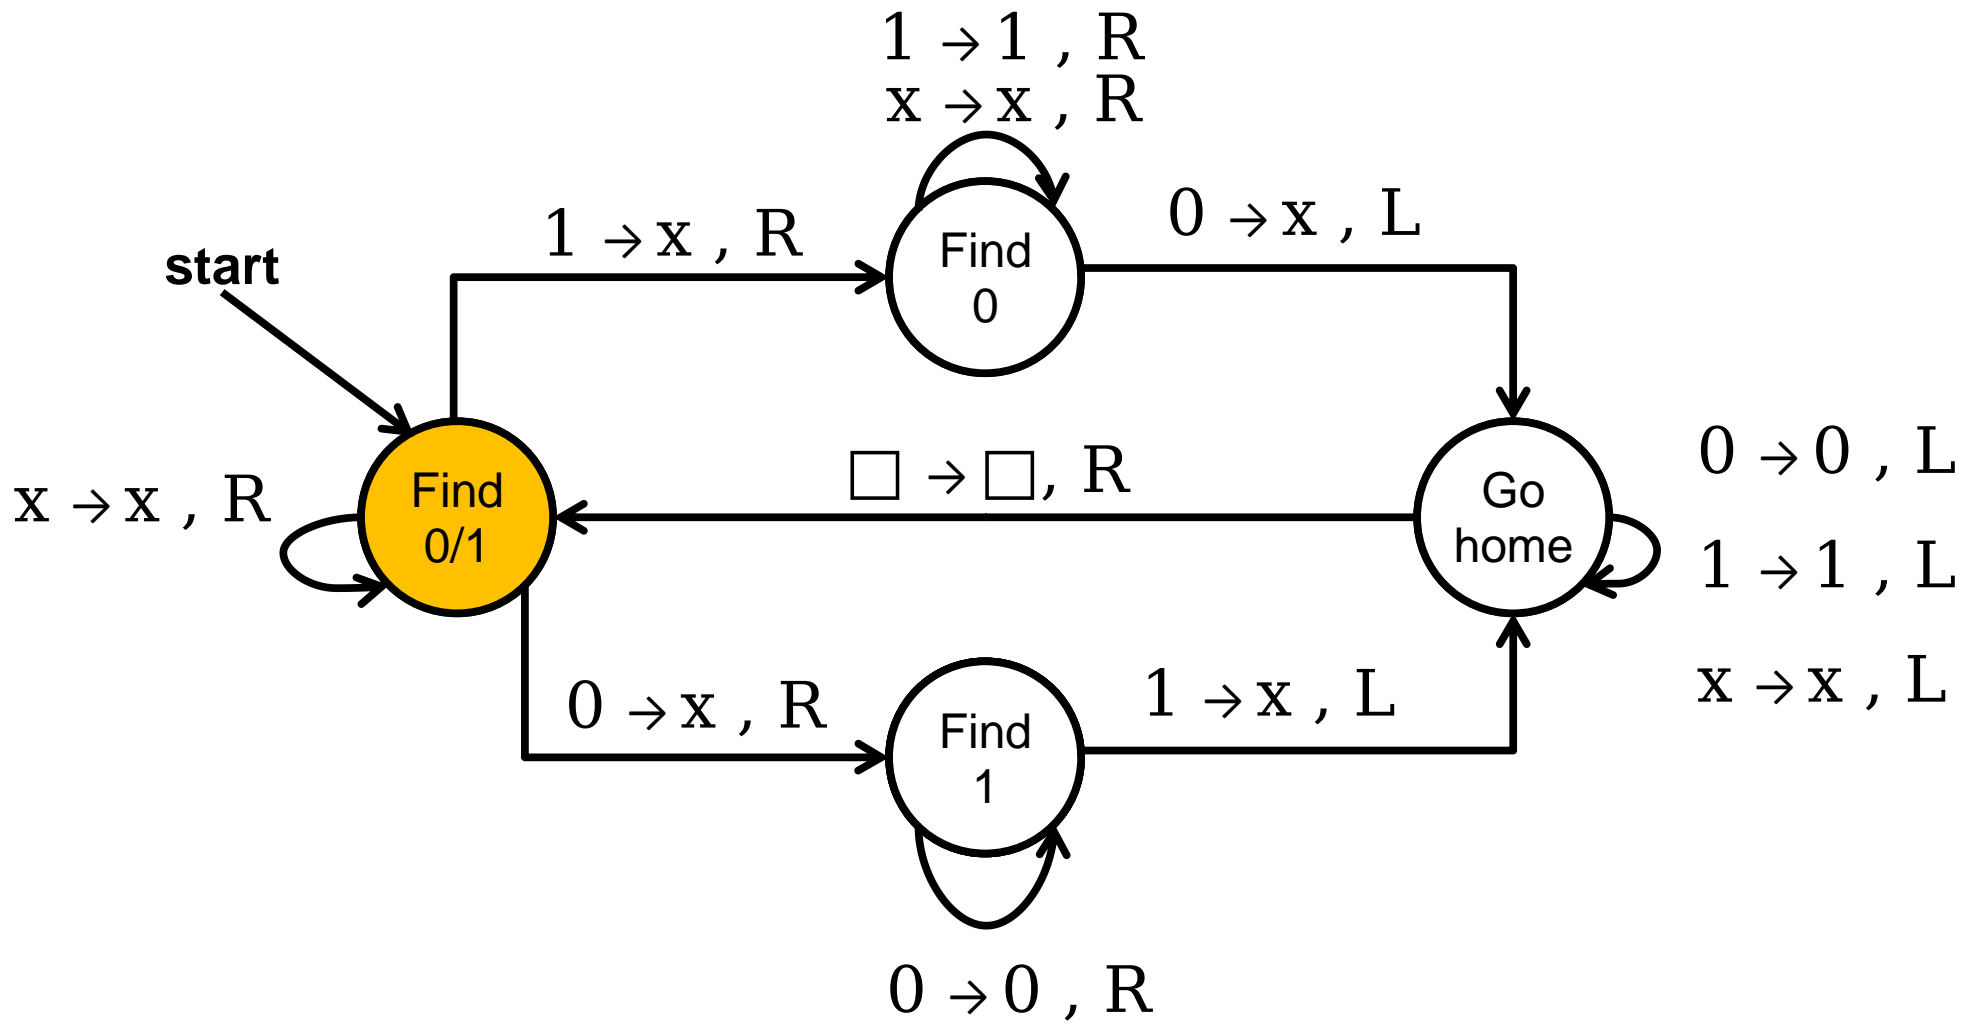 1 → 1 , R
x → x , R
1 → x , R
0 → x , L
start
Find
0
x → x , R
Find
0/1
□ → □, R
Go
home
0 → 0 , L
1 → 1 , L
x → x , L
0 → x , R
Find
1
1 → x , L
0 → 0 , R